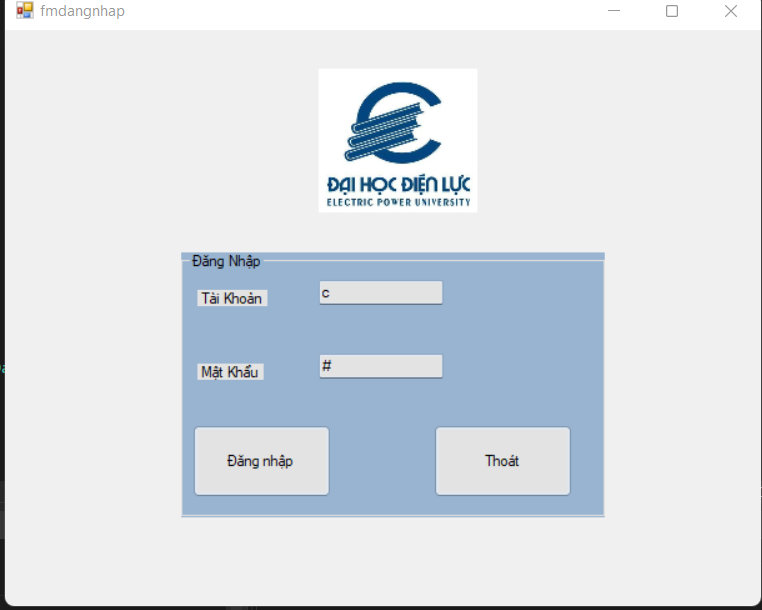 fmdangnhap
ĐẠI HỌC ĐIỆN LỰC
ELECTRIC POWER UNIVERSITY
Đăng Nhập
Tài Khoản
c
Mật Khẩu
#
Đăng nhập
Thoát